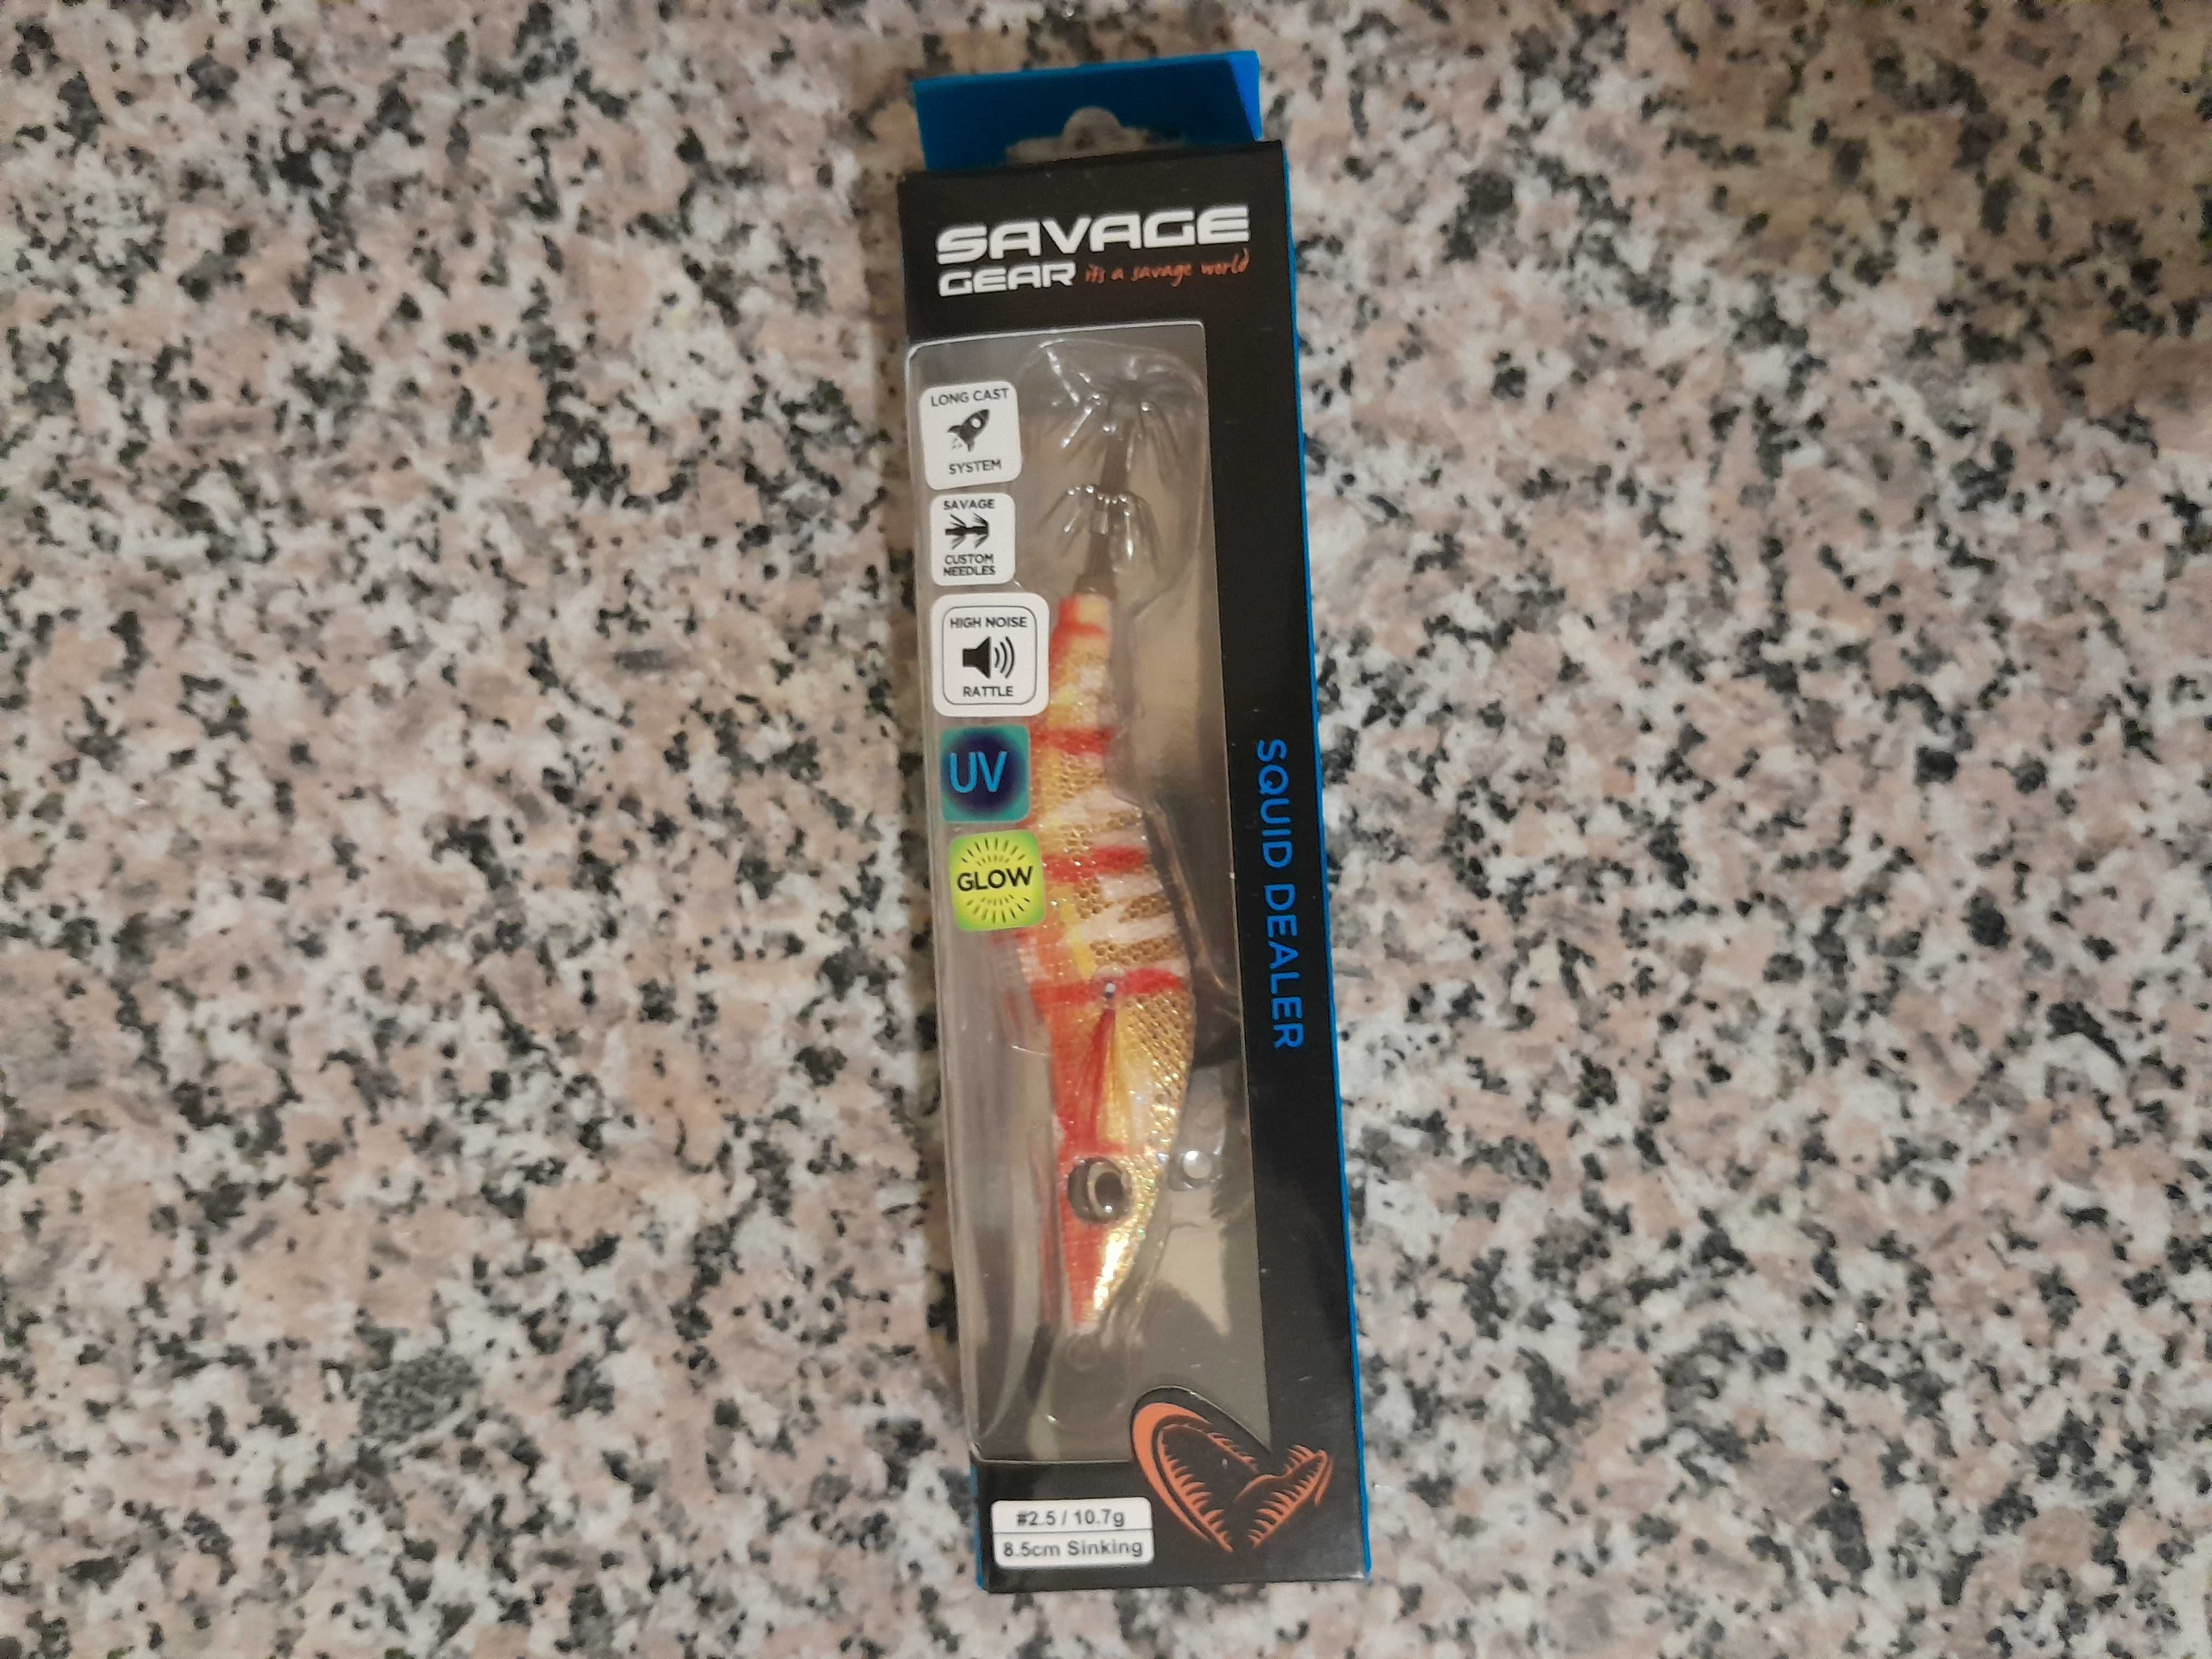 SAVAGE
GEAR its a savage world
LONG CAST
SYSTEM
SAVAGE
CUSTOM
NEEDLES
HIGH NOISE
RATTLE
UV
GLOW
SQUID DEALER
#2.5 / 10.7g
8.5cm Sinking